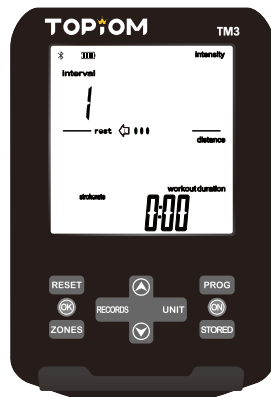 TOPIOM
TM3
intensity
interval
1
rest
distance
strokerate
workout duration
0:00
RESET
PROG
OK
ON
RECORDS
UNIT
ZONES
STORED